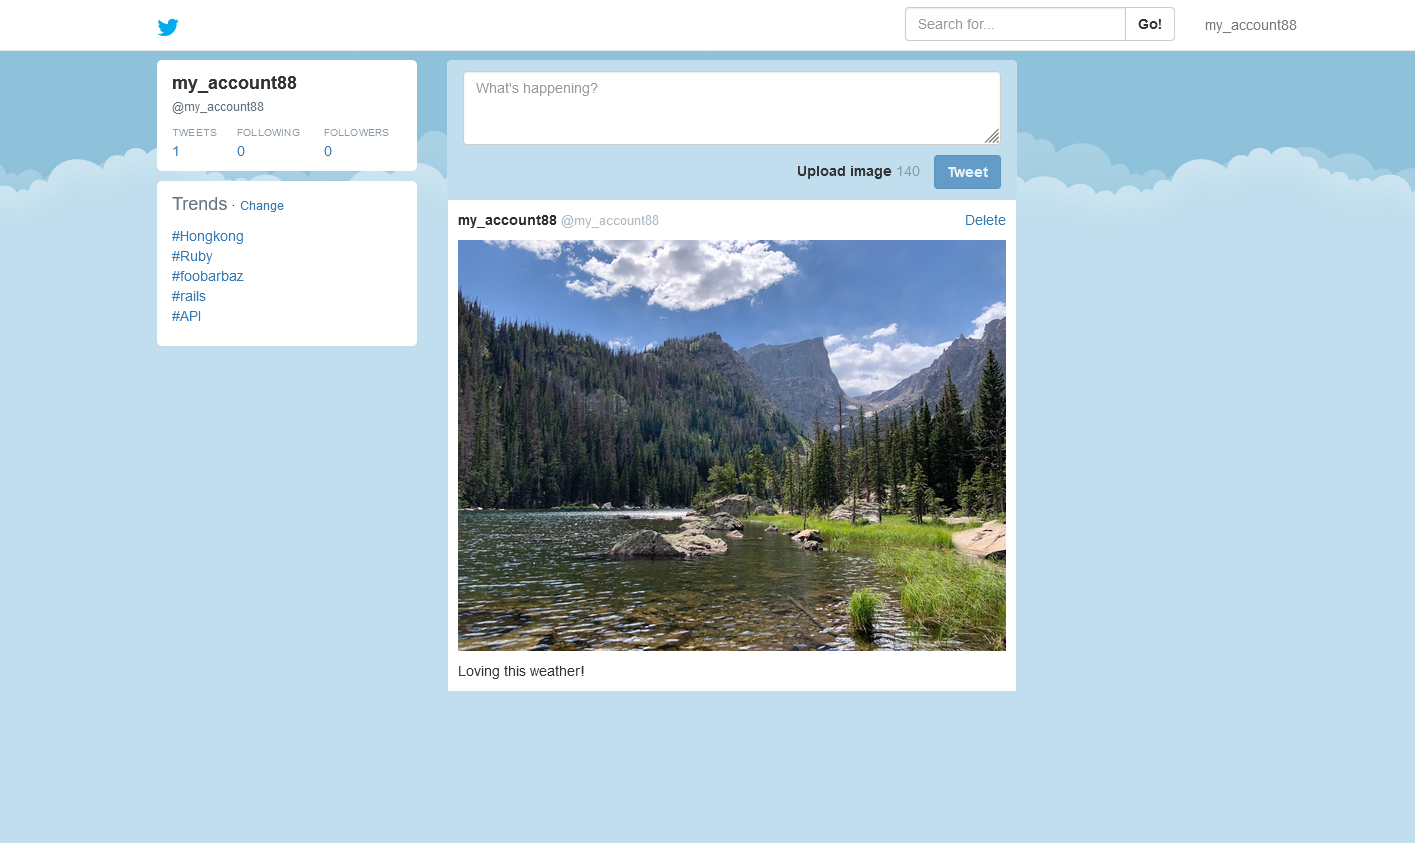 Search for...
Go!
my_account88
my_account88
@my_account88
TWEETS FOLLOWING FOLLOWERS
1 0 0
Trends · Change
#Hongkong
#Ruby
#foobarbaz
#rails
#API
What's happening?
Upload image 140 Tweet
my_account88 @my_account88 Delete
Loving this weather!